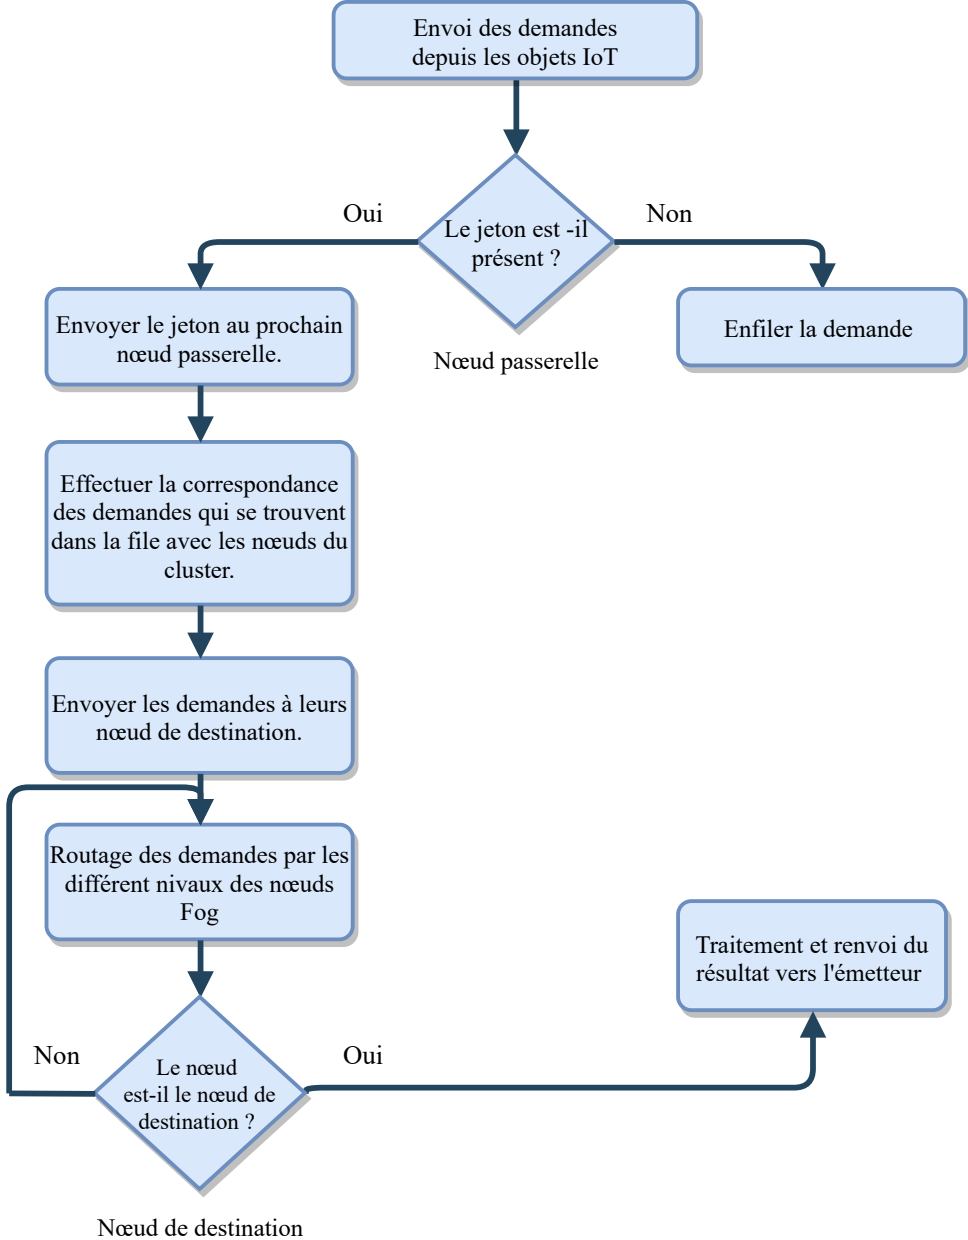 Envoi des demandes
depuis les objets IoT
Oui
Non
Le jeton est -il
présent ?
Envoyer le jeton au prochain
nœud passerelle.
Nœud passerelle
Enfiler la demande
Effectuer la correspondance
des demandes qui se trouvent
dans la file avec les nœuds du
cluster.
Envoyer les demandes à leurs
nœud de destination.
Routage des demandes par les
différent nivaux des nœuds
Fog
Traitement et renvoi du
résultat vers l'émetteur
Non
Oui
Le nœud
est-il le nœud de
destination ?
Nœud de destination